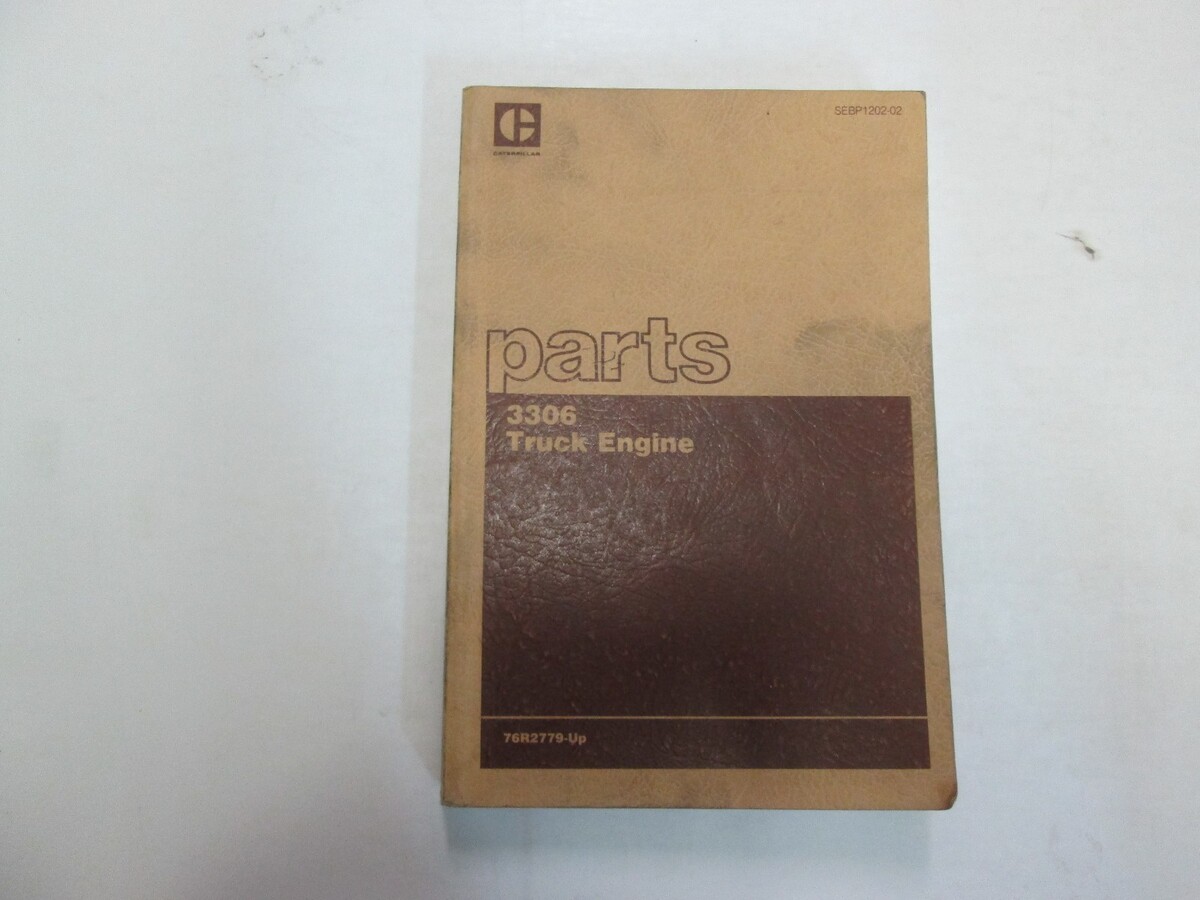 CATERPILLAR
SEBP1202-02
parts
3306
Truck Engine
76R2779-Up